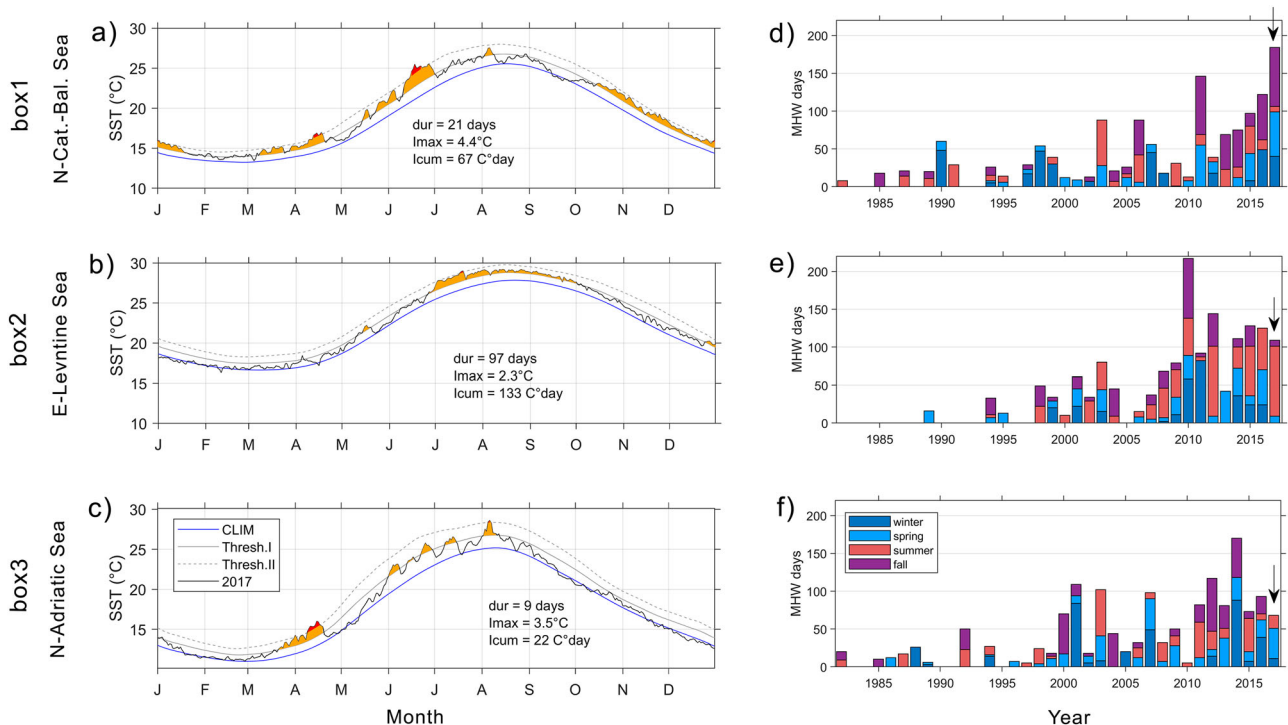 box1
N-Cat.-Bal. Sea
a)
SST (°C)
30
25
20
15
10
dur = 21 days
Imax = 4.4°C
Icum = 67 C°day
J F M A M J J A S O N D
d)
MHW days
200
150
100
50
0
1985 1990 1995 2000 2005 2010 2015
box2
E-Levntine Sea
b)
SST (°C)
30
25
20
15
10
dur = 97 days
Imax = 2.3°C
Icum = 133 C°day
J F M A M J J A S O N D
e)
MHW days
200
150
100
50
0
1985 1990 1995 2000 2005 2010 2015
box3
N-Adriatic Sea
c)
SST (°C)
30
25
20
15
CLIM
Thresh.I
Thresh.II
2017
dur = 9 days
Imax = 3.5°C
Icum = 22 C°day
J F M A M J J A S O N D
Month
f)
MHW days
200
150
100
50
0
winter
spring
summer
fall
1985 1990 1995 2000 2005 2010 2015
Year